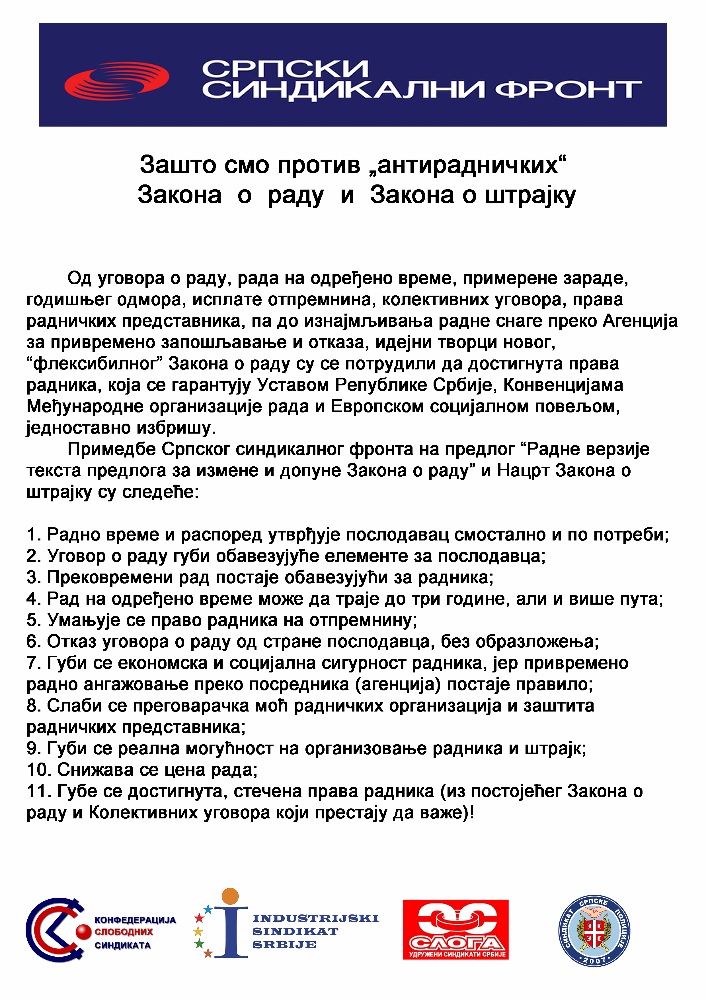 СРПСКИ
СИНДИКАЛНИ ФРОНТ
Зашто смо против „антирадничких“
Закона о раду и Закона о штрајку
Од уговора о раду, рада на одређено време, примерене зараде,
годишњег одмора, исплате отпремнина, колективних уговора, права
радничких представника, па до изнајмљивања радне снаге преко Агенција
за привремено запошљавање и отказа, идејни творци новог,
“флексибилног” Закона о раду су се потрудили да достигнута права
радника, која се гарантују Уставом Републике Србије, Конвенцијама
Међународне организације рада и Европском социјалном повељом,
једноставно избришу.
Примедбе Српског синдикалног фронта на предлог “Радне верзије
текста предлога за измене и допуне Закона о раду” и Нацрт Закона о
штрајку су следеће:
1. Радно време и распоред утврђује послодавац смостално и по потреби;
2. Уговор о раду губи обавезујуће елементе за послодавца;
3. Прековремени рад постаје обавезујући за радника;
4. Рад на одређено време може да траје до три године, али и више пута;
5. Умањује се право радника на отпремнину;
6. Отказ уговора о раду од стране послодавца, без образложења;
7. Губи се економска и социјална сигурност радника, јер привремено
радно ангажовање преко посредника (агенција) постаје правило;
8. Слаби се преговарачка моћ радничких организација и заштита
радничких представника;
9. Губи се реална могућност на организовање радника и штрајк;
10. Снижава се цена рада;
11. Губе се достигнута, стечена права радника (из постојећег Закона о
раду и Колективних уговора који престају да важе)!
КОНФЕДЕРАЦИЈА
СЛОБОДНИХ
СИНДИКАТА
INDUSTRIJSKI
SINDIKAT
SRBIJE
СЛОГА
УДРУЖЕНИ СИНДИКАТИ СРБИЈЕ
СИНДИКАТ СРПСКЕ ПОЛИЦИЈЕ
• 2007 •